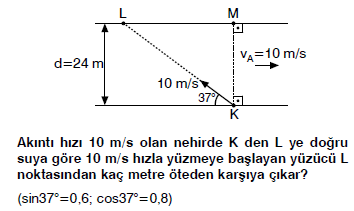 L M
d=24 m
vA=10 m/s
10 m/s
37°
K
Akıntı hızı 10 m/s olan nehirde K den L ye doğru
suya göre 10 m/s hızla yüzmeye başlayan yüzücü L
noktasından kaç metre öteden karşıya çıkar?
(sin37°=0,6; cos37°=0,8)